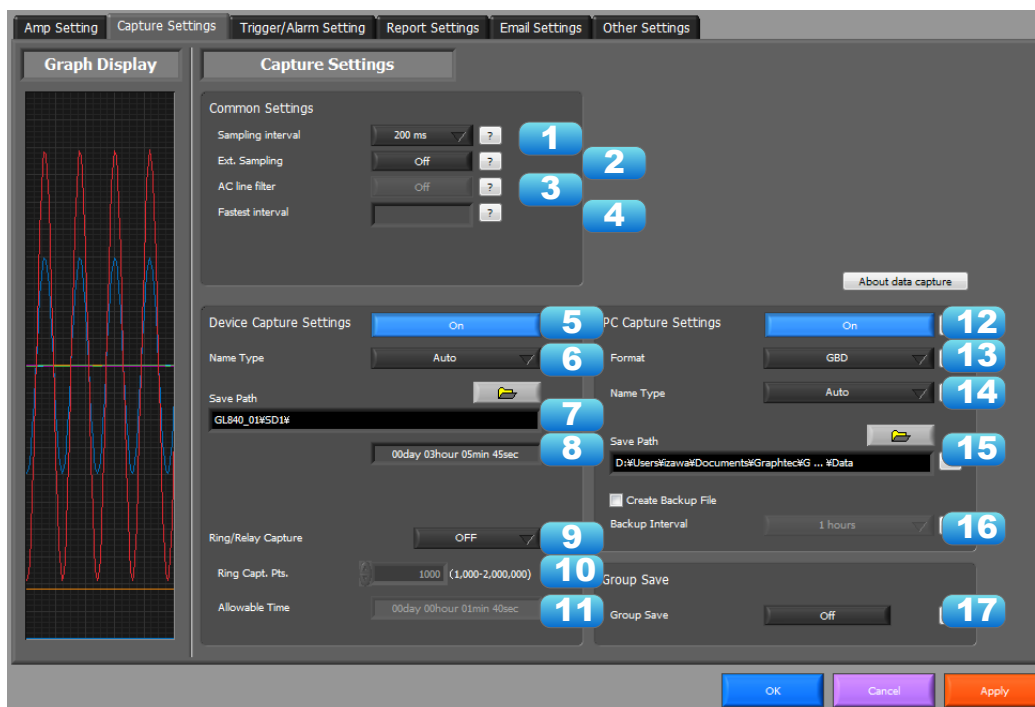 Amp Setting Capture Settings Trigger/Alarm Setting Report Settings Email Settings Other Settings
Graph Display
Capture Settings
Common Settings
Sampling interval 200 ms ? 1
Ext. Sampling Off ? 2
AC line filter Off ? 3
Fastest interval ? 4
About data capture
Device Capture Settings On 5
Name Type Auto 6
Save Path
GL840_01¥SD1¥ 7
00day 03hour 05min 45sec 8
Ring/Relay Capture OFF 9
Ring Capt. Pts. 1000 (1,000-2,000,000) 10
Allowable Time 00day 00hour 01min 40sec 11
PC Capture Settings On 12
Format GBD 13
Name Type Auto 14
Save Path
D:¥Users¥izawa¥Documents¥Graphtec¥G ... ¥Data 15
Create Backup File
Backup Interval 1 hours 16
Group Save
Group Save Off 17
OK Cancel Apply